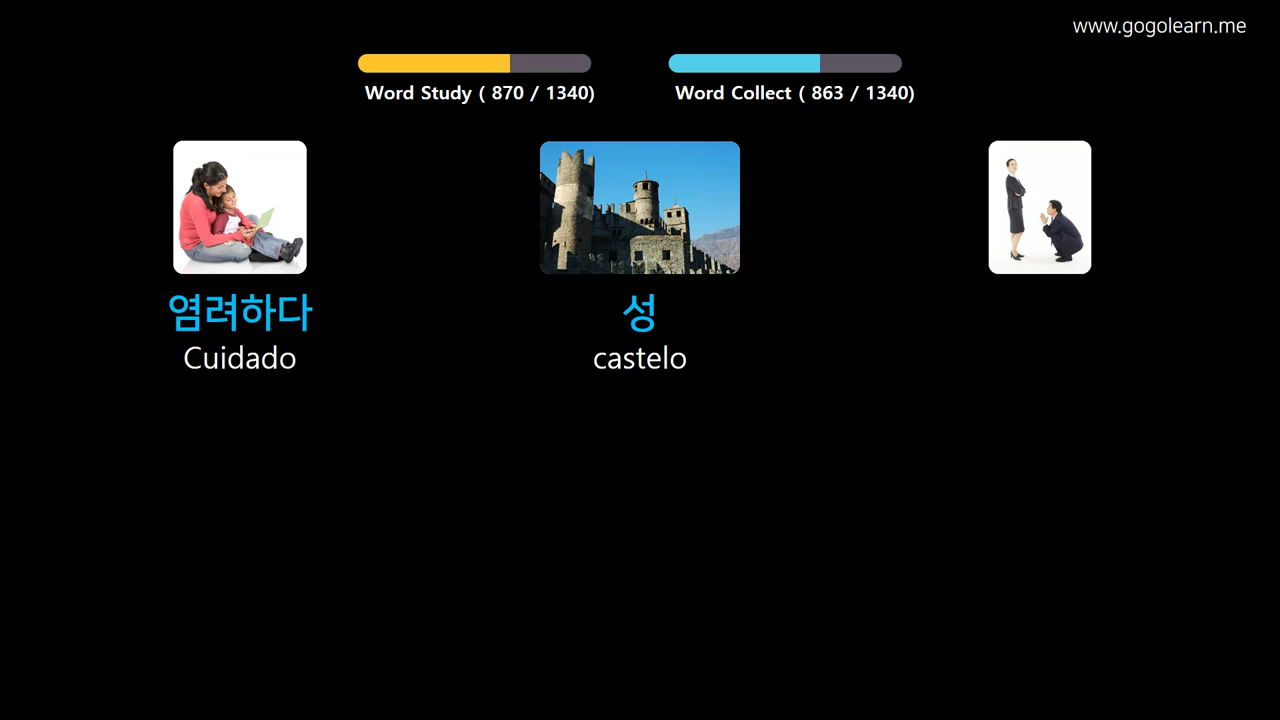 www.gogolearn.me
Word Study ( 870 / 1340)
Word Collect ( 863 / 1340)
염려하다
성
Cuidado
castelo